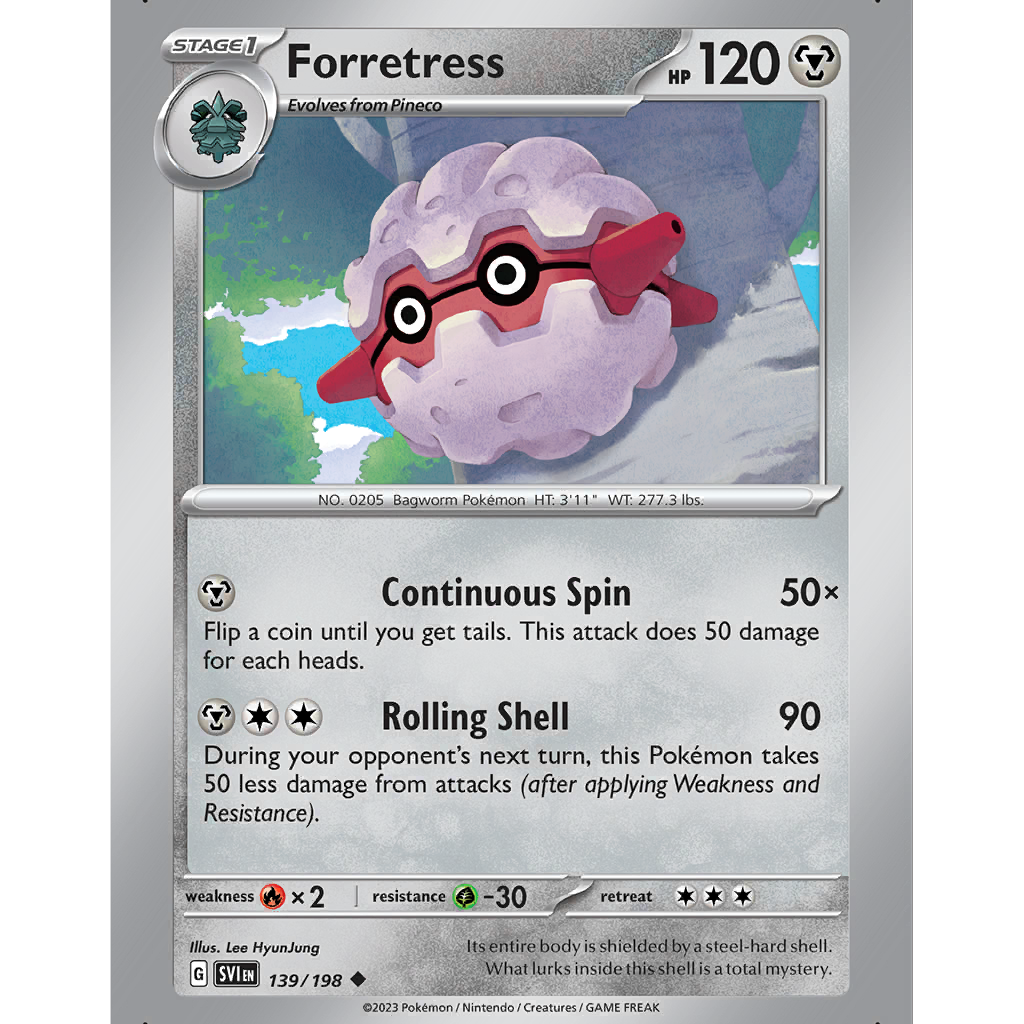 STAGE1
Forretress
HP 120
Evolves from Pineco
NO. 0205 Bagworm Pokémon HT: 3'11" WT: 277.3 lbs.
Continuous Spin 50×
Flip a coin until you get tails. This attack does 50 damage
for each heads.
Rolling Shell 90
During your opponent's next turn, this Pokémon takes
50 less damage from attacks (after applying Weakness and
Resistance).
weakness ×2 resistance -30 retreat
Illus. Lee HyunJung
G SVI EN 139/198
Its entire body is shielded by a steel-hard shell.
What lurks inside this shell is a total mystery.
©2023 Pokémon / Nintendo / Creatures / GAME FREAK